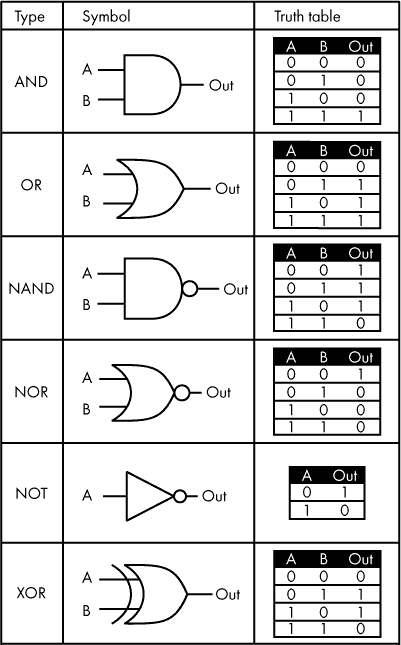 Type Symbol Truth table
AND
A
B
Out
A B Out
0 0 0
0 1 0
1 0 0
1 1 1
OR
A
B
Out
A B Out
0 0 0
0 1 1
1 0 1
1 1 1
NAND
A
B
Out
A B Out
0 0 1
0 1 1
1 0 1
1 1 0
NOR
A
B
Out
A B Out
0 0 1
0 1 0
1 0 0
1 1 0
NOT
A
Out
A Out
0 1
1 0
XOR
A
B
Out
A B Out
0 0 0
0 1 1
1 0 1
1 1 0